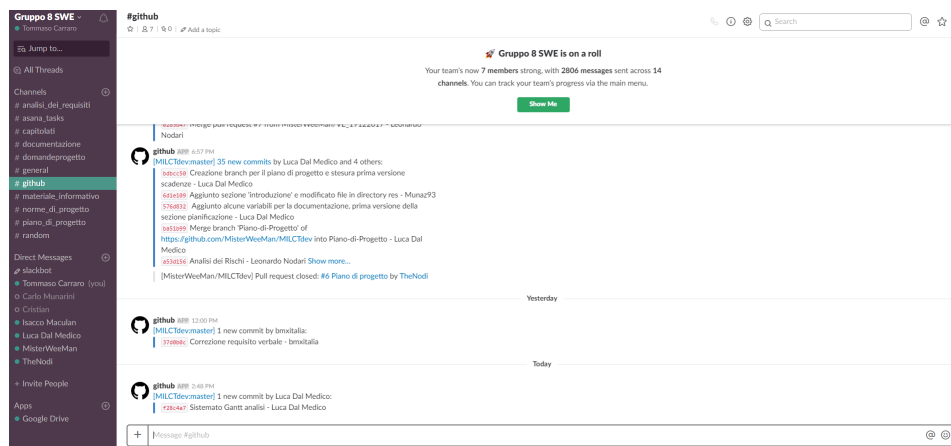 Gruppo 8 SWE
Tommaso Carraro
Jump to...
All Threads
Channels
# analisi_dei_requisiti
# asana_tasks
# capitolati
# documentazione
# domandeprogetto
# general
# github
# materiale_informativo
# norme_di_progetto
# piano_di_progetto
# random
Direct Messages
slackbot
Tommaso Carraro (you)
Carlo Munarini
Cristian
Isacco Maculan
Luca Dal Medico
MisterWeeMan
TheNodi
+ Invite People
Apps
Google Drive
#github
7 | 0 | Add a topic
Search
Gruppo 8 SWE is on a roll
Your team's now 7 members strong, with 2806 messages sent across 14
channels. You can track your team's progress via the main menu.
Show Me
Merge pull request #7 from MisterWeeMan/VE_19122017 - Leonardo
Nodari
github APP 6:57 PM
[MILCTdev:master] 35 new commits by Luca Dal Medico and 4 others:
bdbcc50 Creazione branch per il piano di progetto e stesura prima versione
scadenze - Luca Dal Medico
6d1e109 Aggiunto sezione 'introduzione' e modificato file in directory res - Munaz93
576d832 Aggiunto alcune variabili per la documentazione, prima versione della
sezione pianificazione - Luca Dal Medico
ba51b99 Merge branch 'Piano-di-Progetto' of
https://github.com/MisterWeeMan/MILCTdev into Piano-di-Progetto - Luca Dal
Medico
a53d156 Analisi dei Rischi - Leonardo Nodari Show more...
[MisterWeeMan/MILCTdev] Pull request closed: #6 Piano di progetto by TheNodi
Yesterday
github APP 12:00 PM
[MILCTdev:master] 1 new commit by bmxitalia:
37d0b0c Correzione requisito verbale - bmxitalia
Today
github APP 2:48 PM
[MILCTdev:master] 1 new commit by Luca Dal Medico:
f28c4a7 Sistemato Gantt analisi - Luca Dal Medico
Message #github